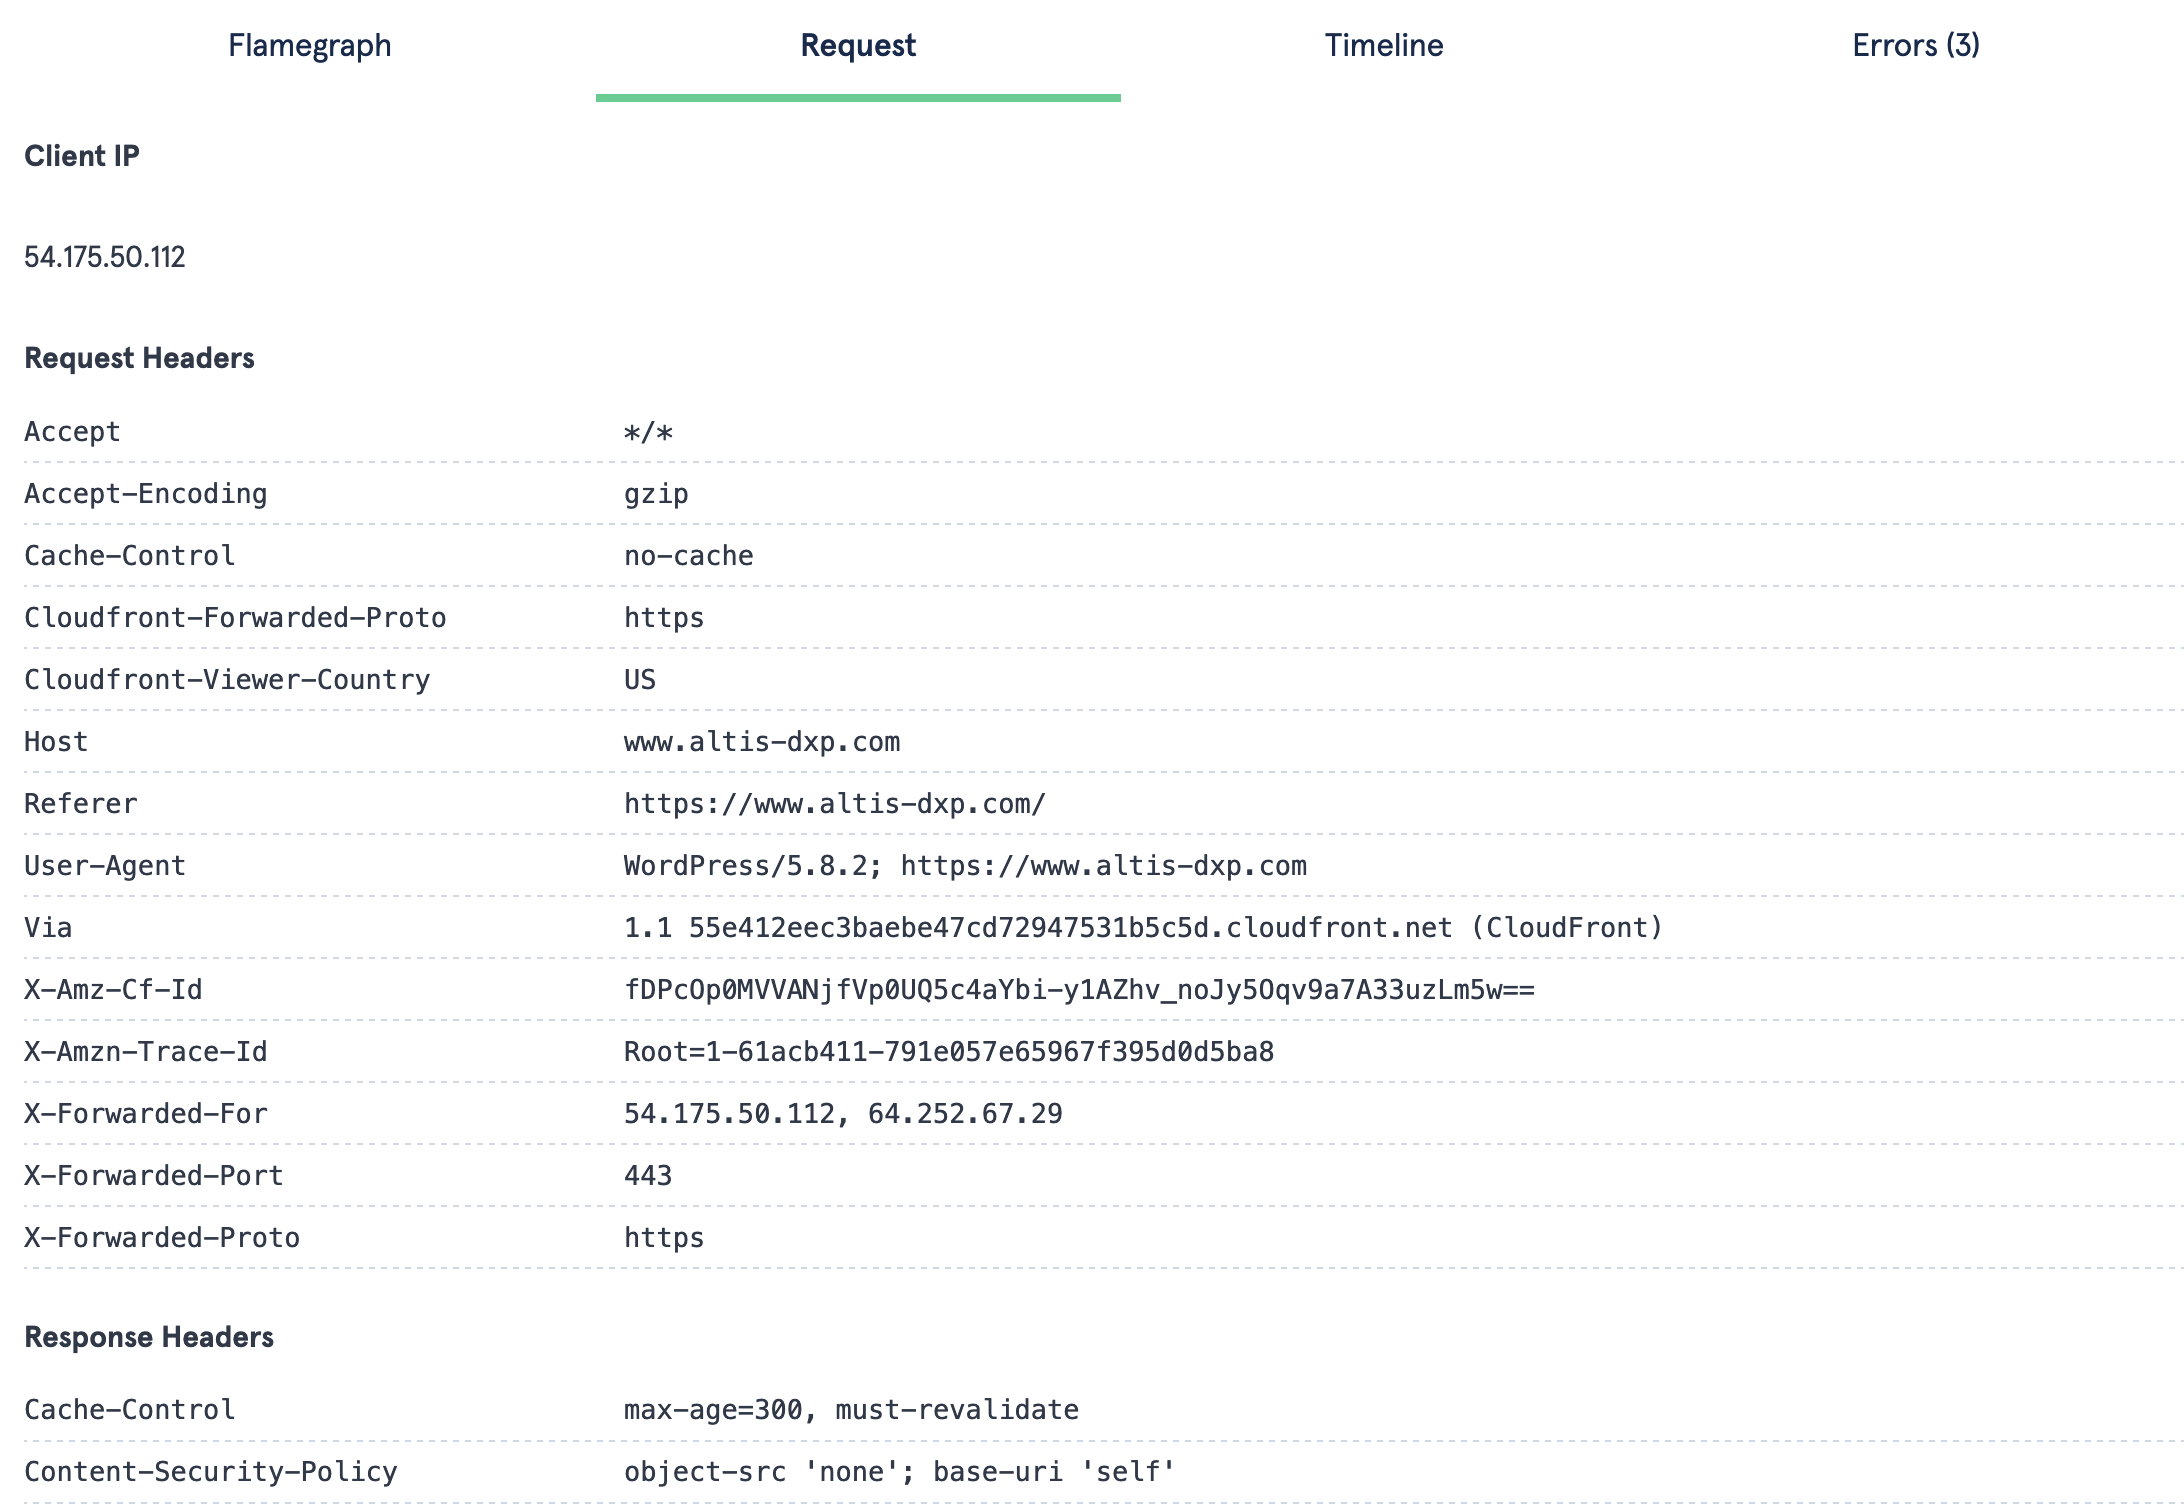 Flamegraph Request Timeline Errors (3)
Client IP
54.175.50.112
Request Headers
Accept */*
Accept-Encoding gzip
Cache-Control no-cache
Cloudfront-Forwarded-Proto https
Cloudfront-Viewer-Country US
Host www.altis-dxp.com
Referer https://www.altis-dxp.com/
User-Agent WordPress/5.8.2; https://www.altis-dxp.com
Via 1.1 55e412eec3baebe47cd72947531b5c5d.cloudfront.net (CloudFront)
X-Amz-Cf-Id fDPcOp0MVVANjfVp0UQ5c4aYbi-y1AZhv_noJy5Oqv9a7A33uzLm5w==
X-Amzn-Trace-Id Root=1-61acb411-791e057e65967f395d0d5ba8
X-Forwarded-For 54.175.50.112, 64.252.67.29
X-Forwarded-Port 443
X-Forwarded-Proto https
Response Headers
Cache-Control max-age=300, must-revalidate
Content-Security-Policy object-src 'none'; base-uri 'self'